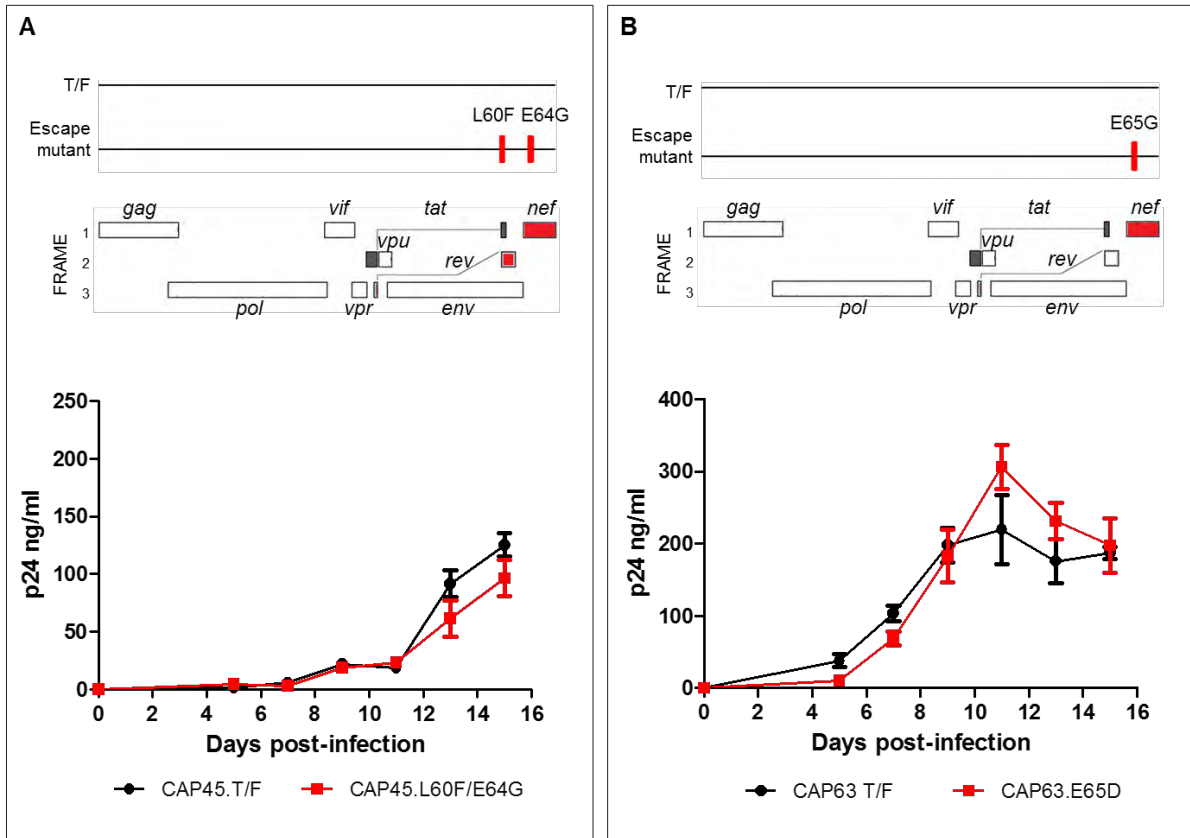 A
T/F
L60F E64G
Escape
mutant
gag vif tat nef
vpu
rev
FRAME
1
2
3
pol vpr env
250
200
150
100
50
0
p24 ng/ml
0 2 4 6 8 10 12 14 16
Days post-infection
CAP45.T/F CAP45.L60F/E64G
B
T/F
E65G
Escape
mutant
gag vif tat nef
vpu
rev
FRAME
1
2
3
pol vpr env
400
300
200
100
0
p24 ng/ml
0 2 4 6 8 10 12 14 16
Days post-infection
CAP63 T/F CAP63.E65D